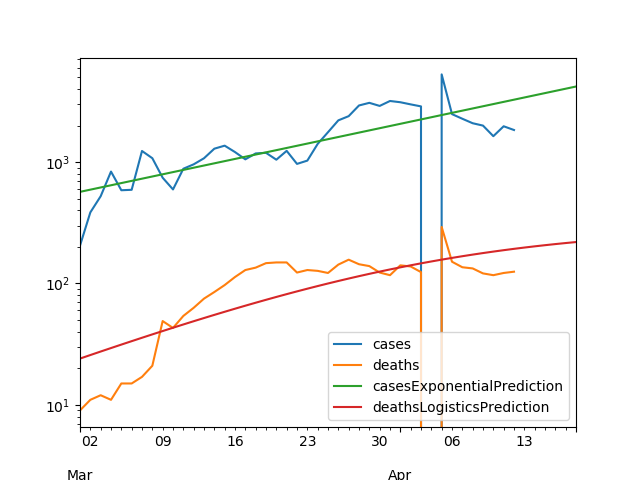 10³
10²
10¹
cases
deaths
casesExponentialPrediction
deathsLogisticsPrediction
02 09 16 23 30 06 13
Mar Apr